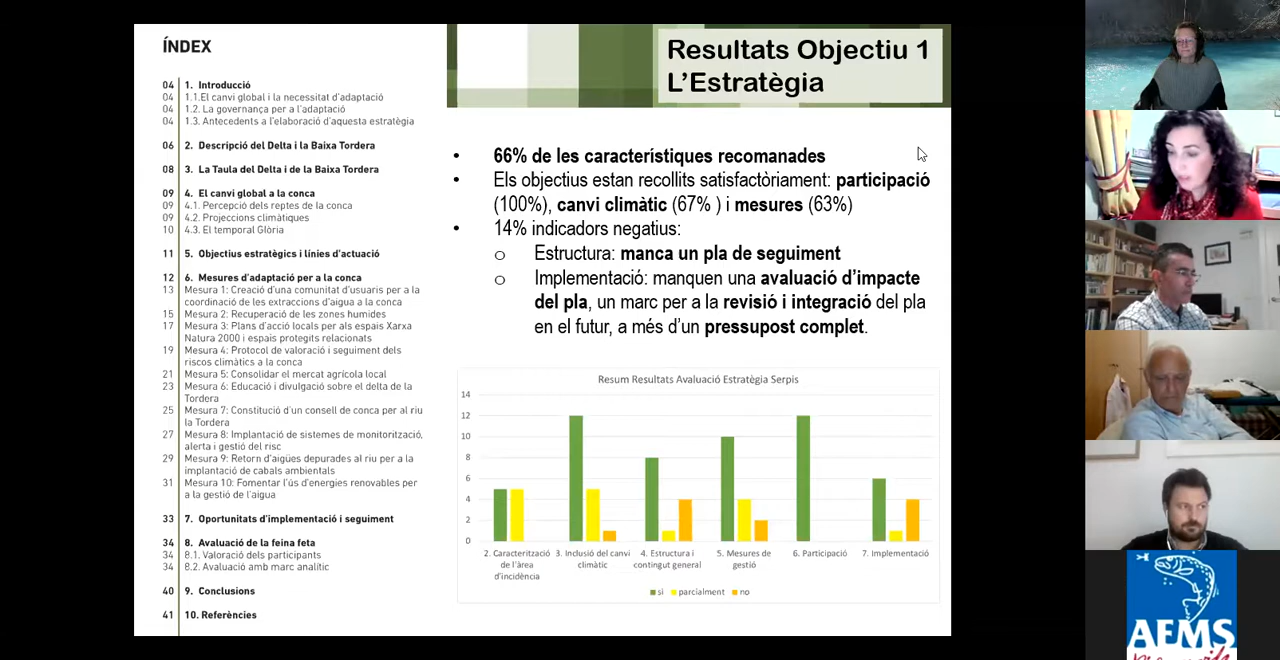 ÍNDEX
04 1. Introducció
04 1.1.El canvi global i la necessitat d'adaptació
04 1.2. La governança per a l'adaptació
04 1.3. Antecedents a l'elaboració d'aquesta estratègia
06 2. Descripció del Delta i la Baixa Tordera
08 3. La Taula del Delta i de la Baixa Tordera
09 4. El canvi global a la conca
09 4.1. Percepció dels reptes de la conca
09 4.2. Projeccions climàtiques
10 4.3. El temporal Glòria
11 5. Objectius estratègics i línies d'actuació
12 6. Mesures d'adaptació per a la conca
13 Mesura 1: Creació d'una comunitat d'usuaris per a la
coordinació de les extraccions d'aigua a la conca
15 Mesura 2: Recuperació de les zones humides
17 Mesura 3: Plans d'acció locals per als espais Xarxa
Natura 2000 i espais protegits relacionats
19 Mesura 4: Protocol de valoració i seguiment dels
riscos climàtics a la conca
21 Mesura 5: Consolidar el mercat agrícola local
23 Mesura 6: Educació i divulgació sobre el delta de la
Tordera
25 Mesura 7: Constitució d'un consell de conca per al riu
la Tordera
27 Mesura 8: Implantació de sistemes de monitorització,
alerta i gestió del risc
29 Mesura 9: Retorn d'aigües depurades al riu per a la
implantació de cabals ambientals
31 Mesura 10: Fomentar l'ús d'energies renovables per
a la gestió de l'aigua
33 7. Oportunitats d'implementació i seguiment
34 8. Avaluació de la feina feta
34 8.1. Valoració dels participants
34 8.2. Avaluació amb marc analític
40 9. Conclusions
41 10. Referències
Resultats Objectiu 1
L'Estratègia
• 66% de les característiques recomanades
• Els objectius estan recollits satisfactòriament: participació
(100%), canvi climàtic (67% ) i mesures (63%)
• 14% indicadors negatius:
o Estructura: manca un pla de seguiment
o Implementació: manquen una avaluació d'impacte
del pla, un marc per a la revisió i integració del pla
en el futur, a més d'un pressupost complet.
Resum Resultats Avaluació Estratègia Serpis
14
12
10
8
6
4
2
0
2. Caracterització
de l'àrea
d'incidència
3. Inclusió del canvi
climàtic
4. Estructura i
contingut general
5. Mesures de
gestió
6. Participació
7. Implementació
si parcialment no
AEMS